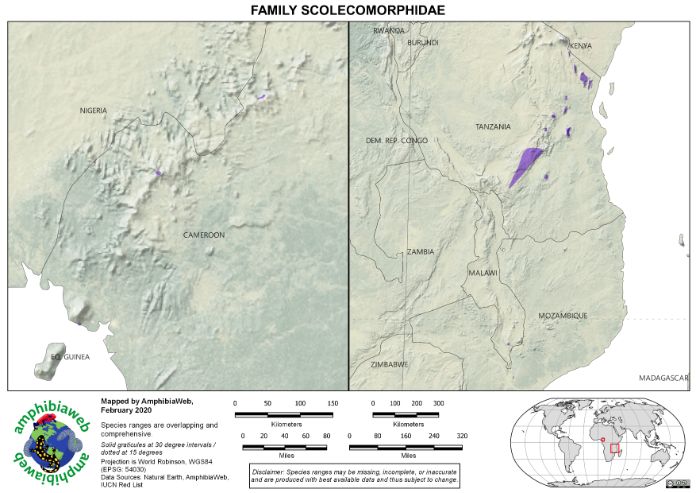 FAMILY SCOLECOMORPHIDAE
NIGERIA
CAMEROON
EQ. GUINEA
RWANDA
BURUNDI
KENYA
TANZANIA
DEM. REP. CONGO
ZAMBIA
MALAWI
MOZAMBIQUE
ZIMBABWE
MADAGASCAR
amphibiaweb
amphibiaweb
Mapped by AmphibiaWeb,
February 2020
Species ranges are overlapping and
comprehensive
Solid graticules at 30 degree intervals /
dotted at 15 degrees
Projection is World Robinson, WGS84
(EPSG: 54030)
Data Sources: Natural Earth, AmphibiaWeb,
IUCN Red List
0 50 100 150
Kilometers
0 20 40 60 80
Miles
0 100 200 300
Kilometers
0 80 160 240 320
Miles
Disclaimer: Species ranges may be missing, incomplete, or inaccurate
and are produced with best available data and thus subject to change.